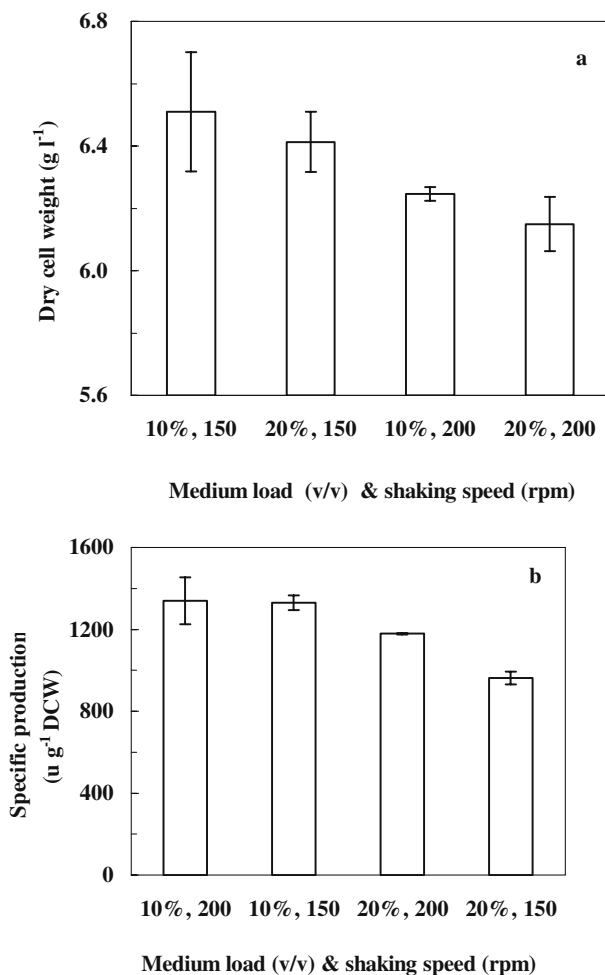 6.8
a
6.4
6.0
5.6
Dry cell weight (g l⁻¹)
10%, 150 20%, 150 10%, 200 20%, 200
Medium load (v/v) & shaking speed (rpm)
1600
b
1200
800
400
0
Specific production
(u g⁻¹ DCW)
10%, 200 10%, 150 20%, 200 20%, 150
Medium load (v/v) & shaking speed (rpm)